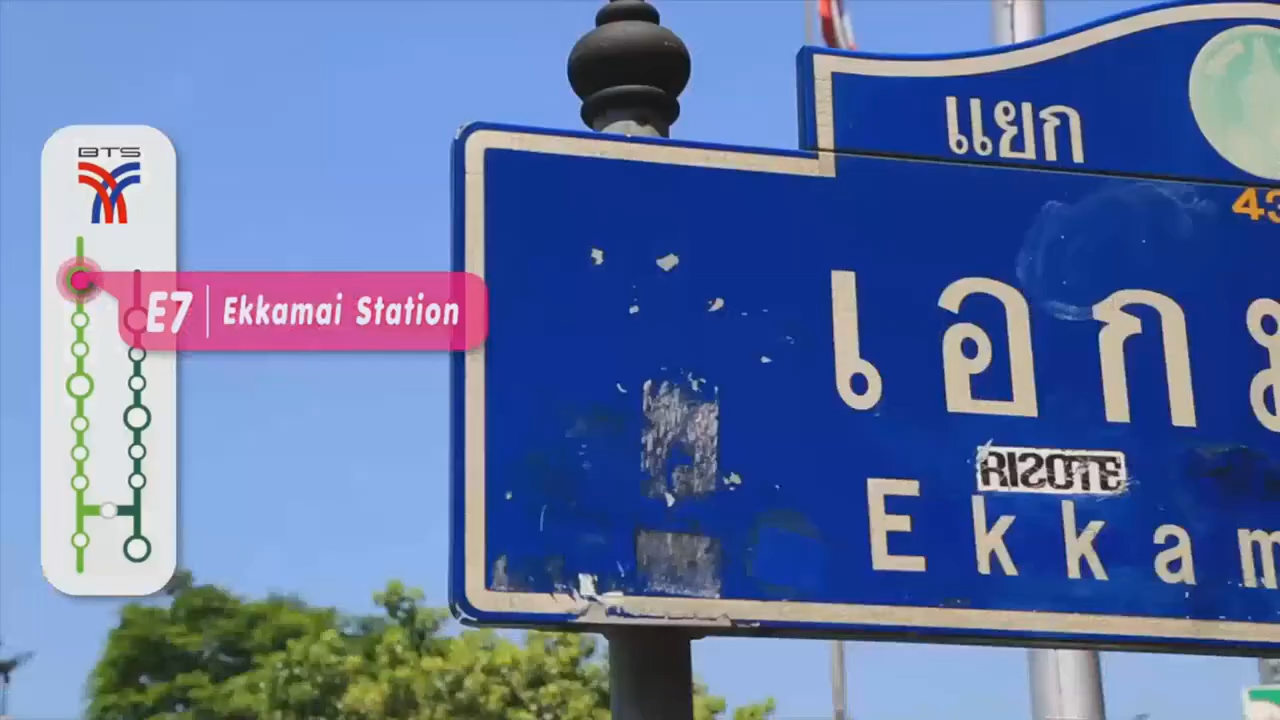 BTS
E7 | Ekkamai Station
แยก
43
เอก
RIZOTE
Ekkam